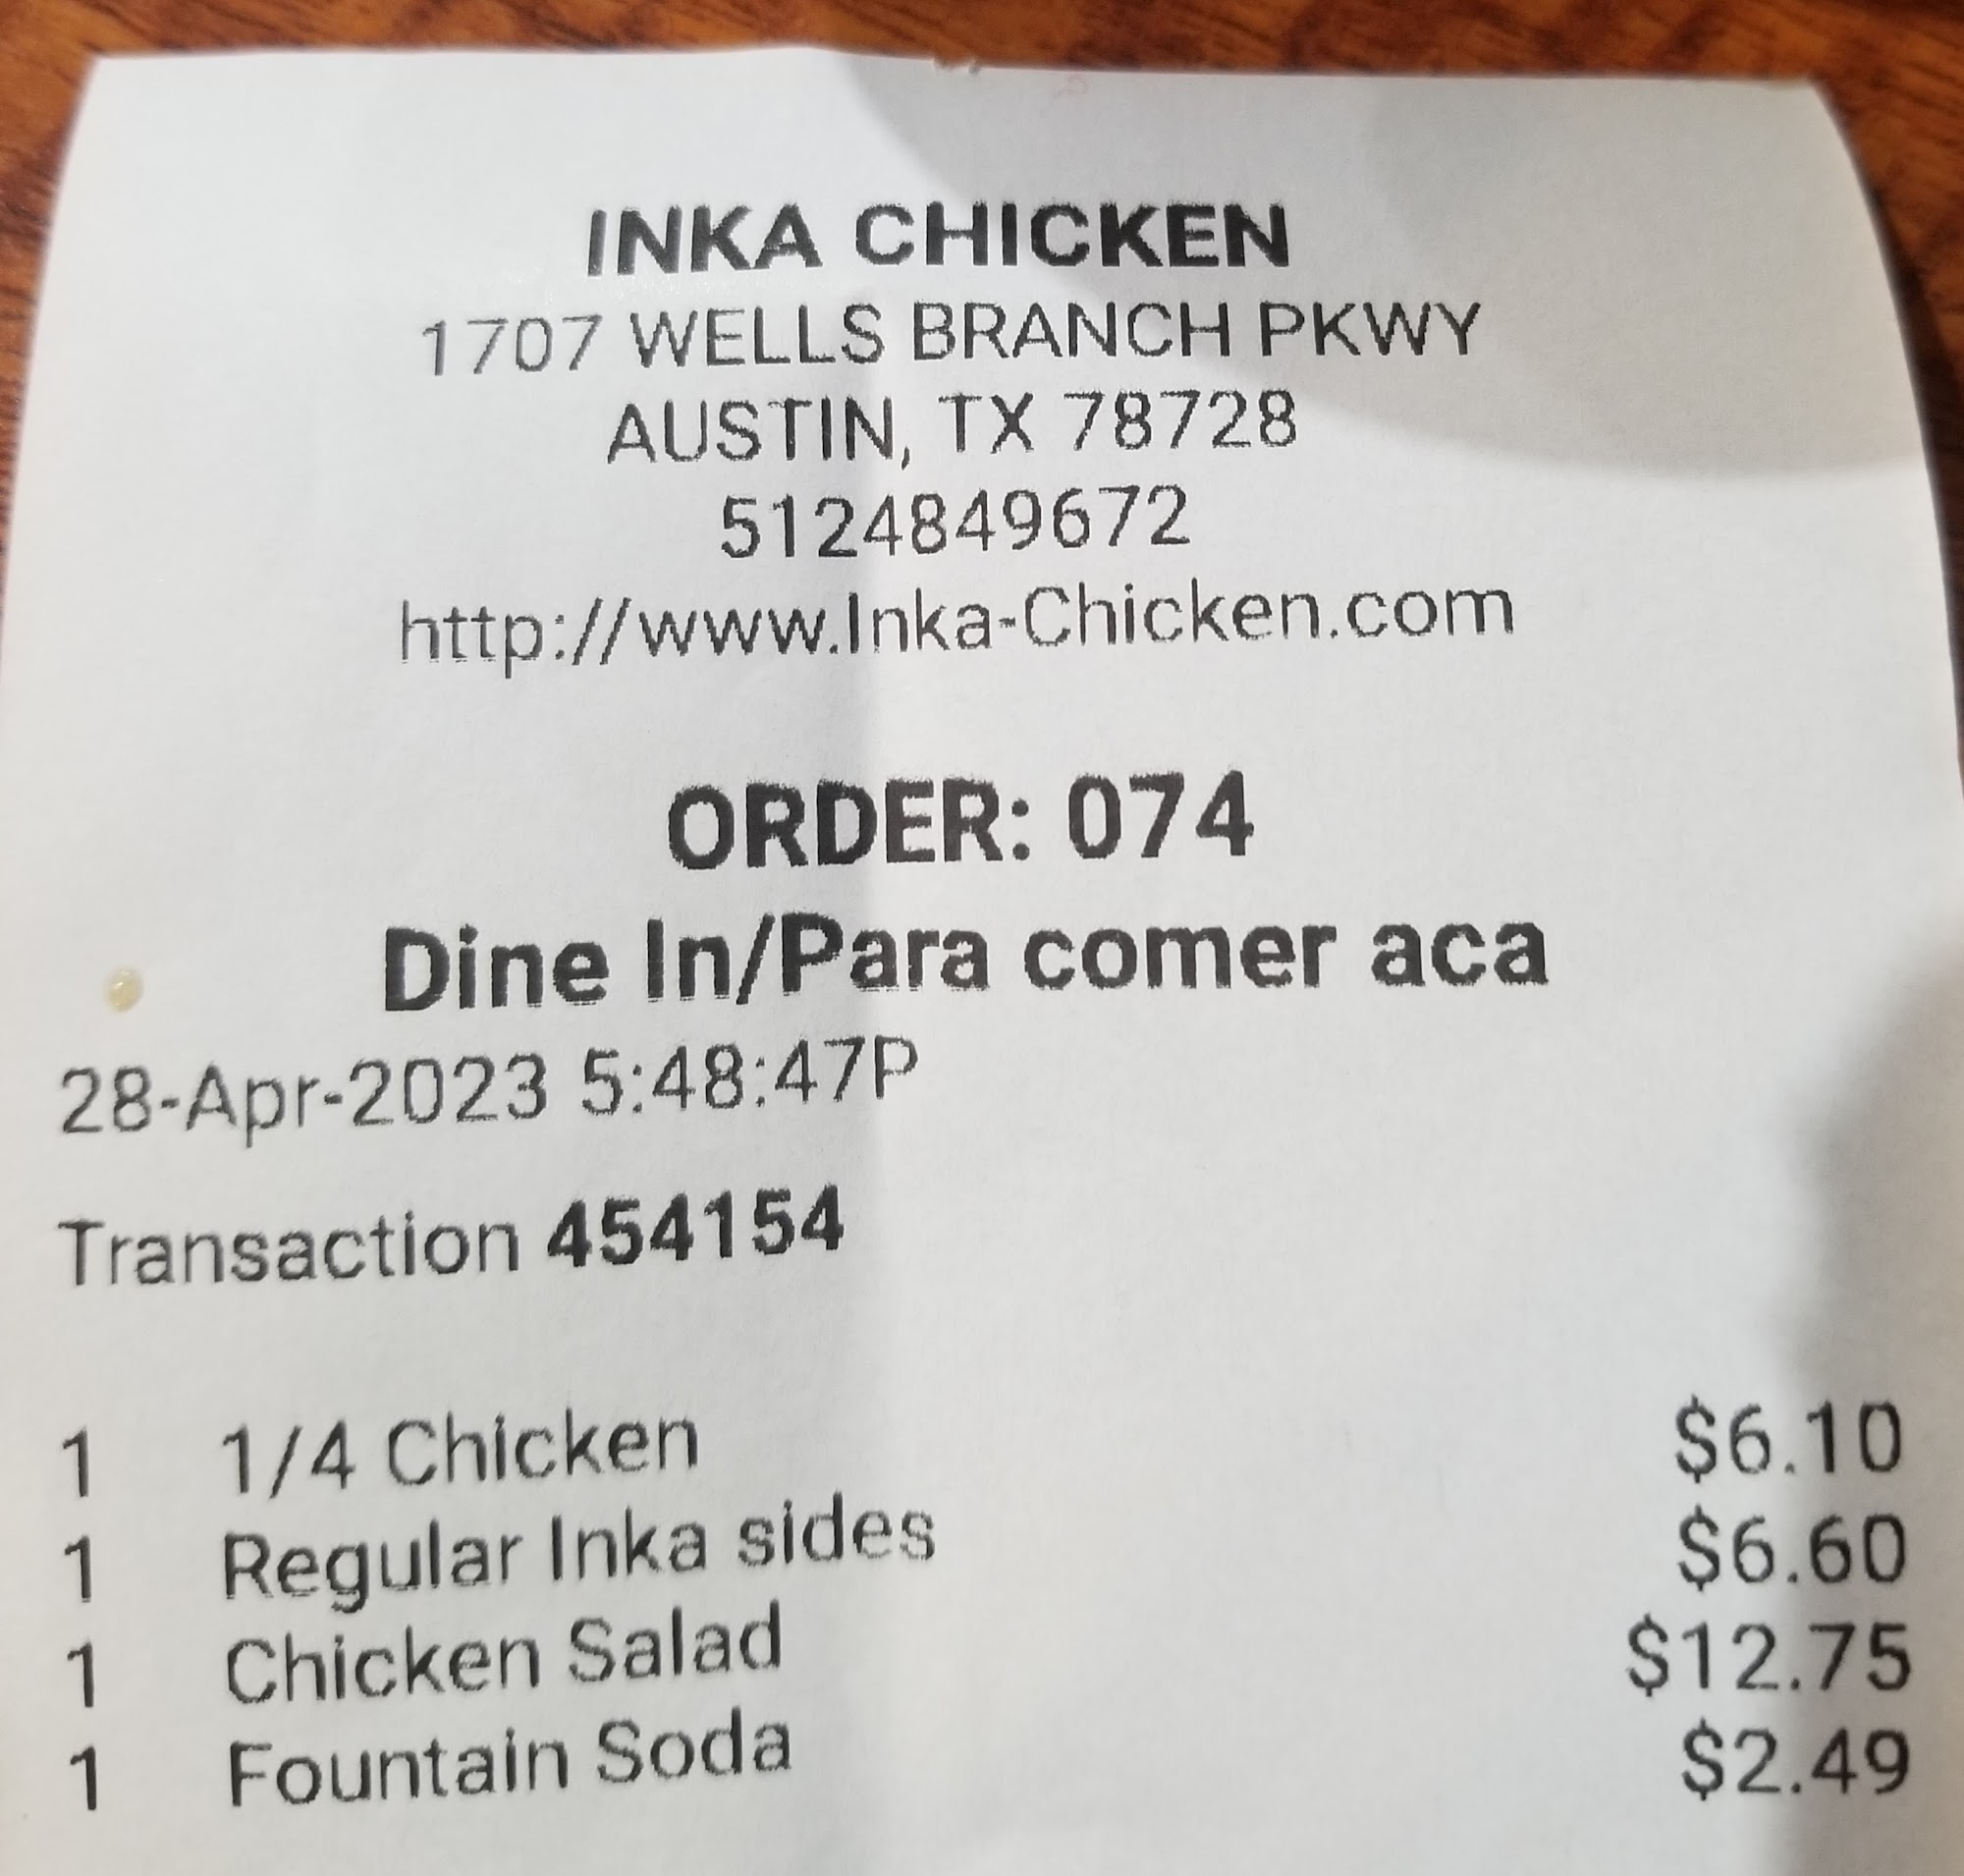 INKA CHICKEN
1707 WELLS BRANCH PKWY
AUSTIN, TX 78728
5124849672
http://www.Inka-Chicken.com
ORDER: 074
Dine In/Para comer aca
28-Apr-2023 5:48:47P
Transaction 454154
1 1/4 Chicken $6.10
1 Regular Inka sides $6.60
1 Chicken Salad $12.75
1 Fountain Soda $2.49